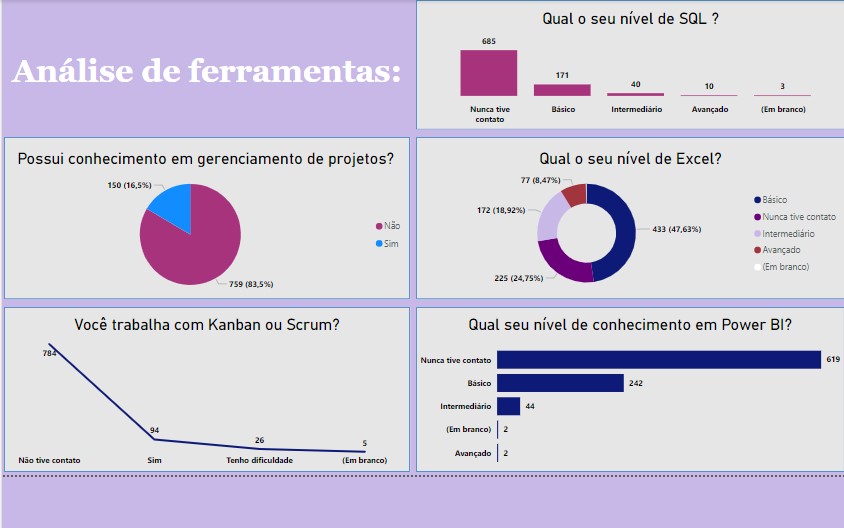 Análise de ferramentas:
Qual o seu nível de SQL ?
685
171
40
10
3
Nunca tive
contato
Básico
Intermediário
Avançado
(Em branco)
Possui conhecimento em gerenciamento de projetos?
150 (16,5%)
759 (83,5%)
Não
Sim
Qual o seu nível de Excel?
77 (8,47%)
172 (18,92%)
433 (47,63%)
225 (24,75%)
Básico
Nunca tive contato
Intermediário
Avançado
(Em branco)
Você trabalha com Kanban ou Scrum?
784
94
26
5
Não tive contato
Sim
Tenho dificuldade
(Em branco)
Qual seu nível de conhecimento em Power BI?
Nunca tive contato 619
Básico 242
Intermediário 44
(Em branco) 2
Avançado 2